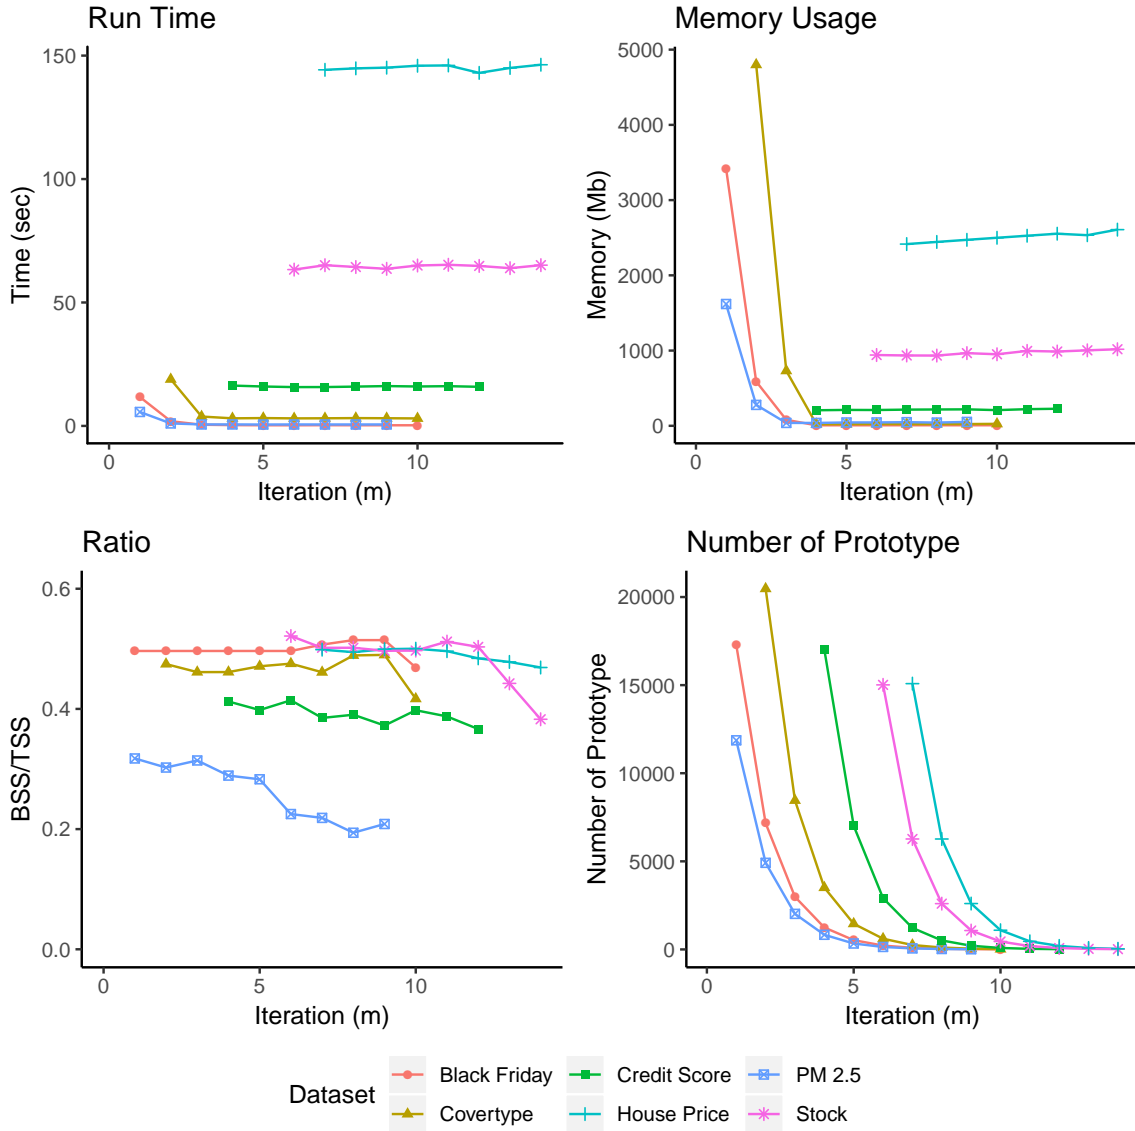 Run Time
Time (sec)
150
100
50
0
0 5 10
Iteration (m)
Memory Usage
Memory (Mb)
5000
4000
3000
2000
1000
0
0 5 10
Iteration (m)
Ratio
BSS/TSS
0.6
0.4
0.2
0.0
0 5 10
Iteration (m)
Number of Prototype
Number of Prototype
20000
15000
10000
5000
0
0 5 10
Iteration (m)
Dataset
Black Friday Credit Score PM 2.5
Covertype House Price Stock